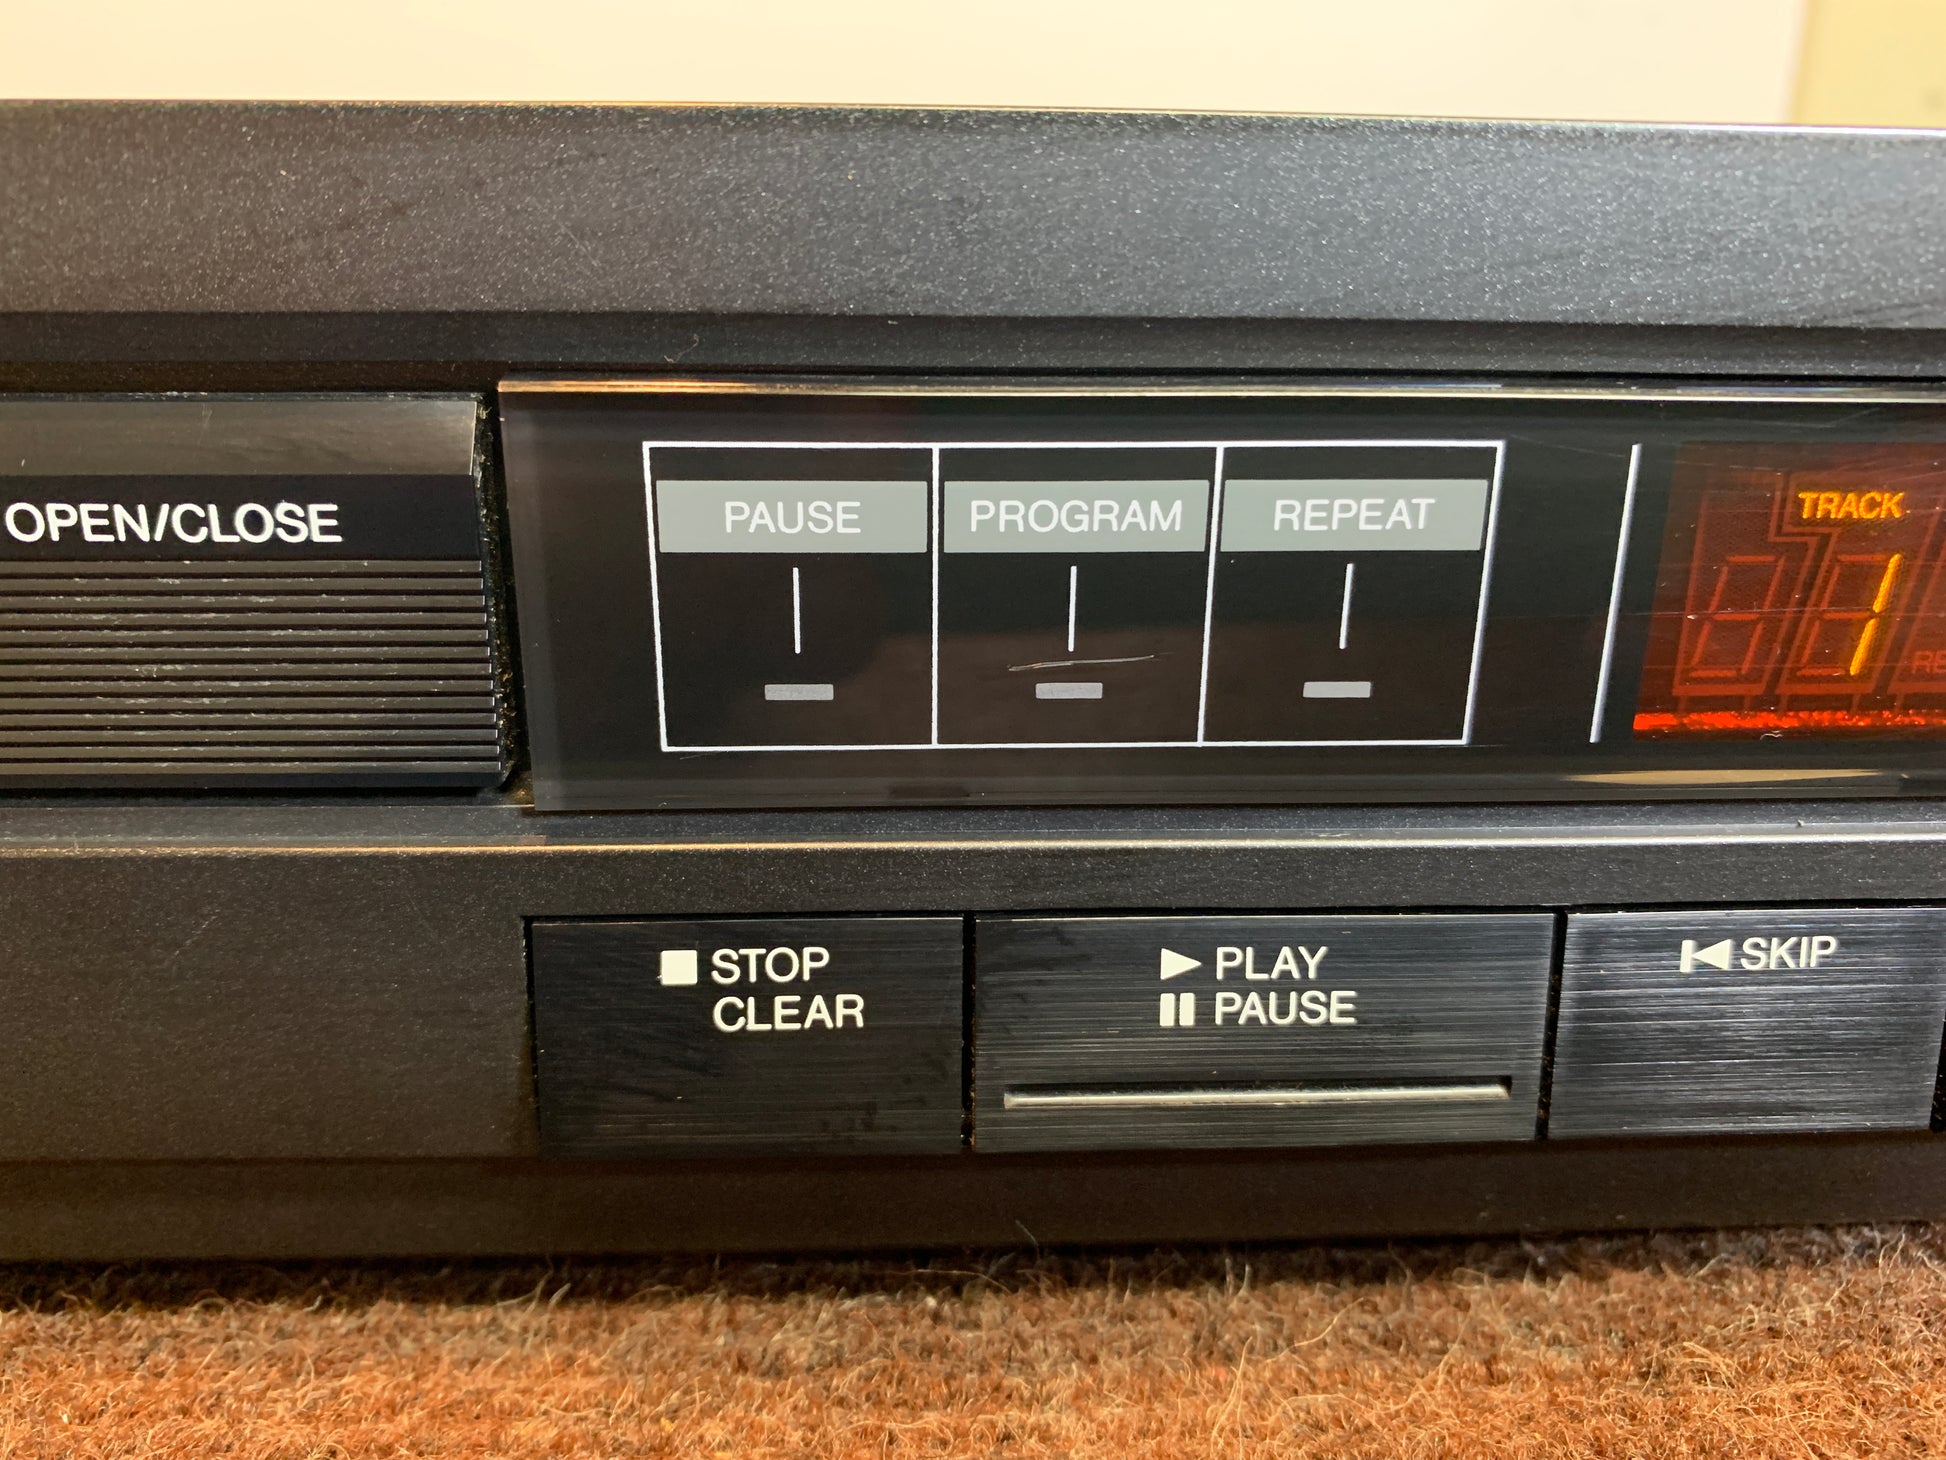 OPEN/CLOSE
PAUSE
PROGRAM
REPEAT
TRACK
1
STOP
CLEAR
PLAY
PAUSE
SKIP